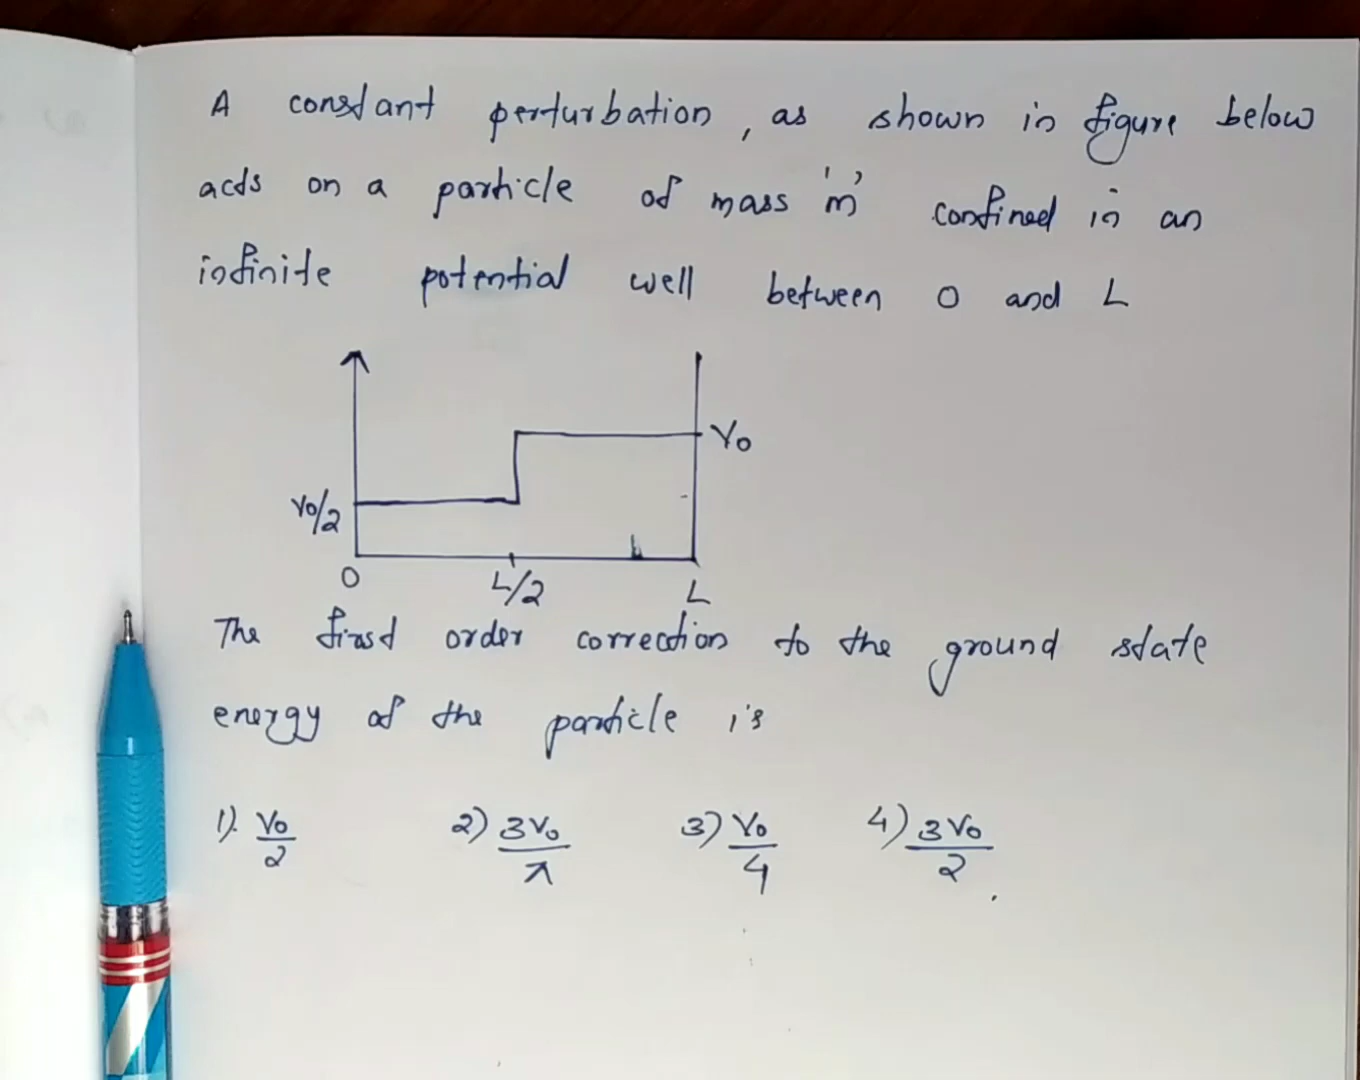 A constant perturbation, as shown in figure below
acts on a particle of mass 'm' confined in an
infinite potential well between 0 and L
V0
V0/2
0 L/2 L
The first order correction to the ground state
energy of the particle is
1). V0/2 2) 3V0/π 3) V0/4 4) 3V0/2.